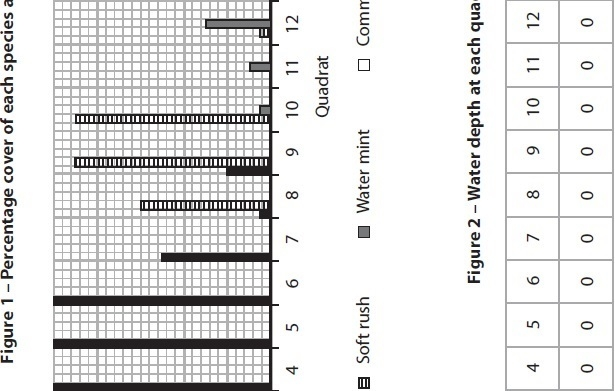 Figure 1 – Percentage cover of each species a
4 5 6 7 8 9 10 11 12
Quadrat
Soft rush Water mint Comm
Figure 2 – Water depth at each qua
4 5 6 7 8 9 10 11 12
0 0 0 0 0 0 0 0 0